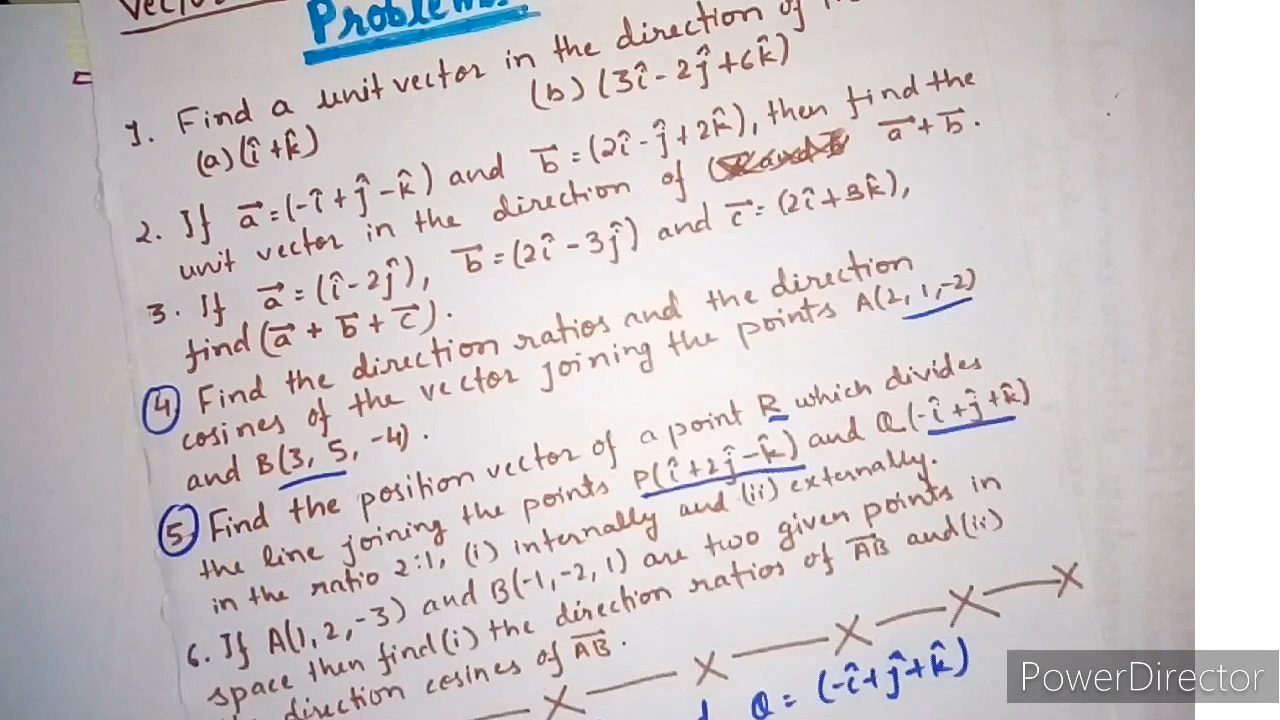 Problems
1. Find a unit vector in the direction of
(a) (î + k̂) (b) (3î - 2ĵ + 6k̂)
2. If a⃗ = (-î + ĵ - k̂) and b⃗ = (2î - ĵ + 2k̂), then find the
unit vector in the direction of a⃗ + b⃗.
3. If a⃗ = (î - 2ĵ), b⃗ = (2î - 3ĵ) and c⃗ = (2î + 3k̂),
find (a⃗ + b⃗ + c⃗).
4 Find the direction ratios and the direction
cosines of the vector joining the points A(2, 1, -2)
and B(3, 5, -4).
5 Find the position vector of a point R which divides
the line joining the points P(î + 2ĵ - k̂) and Q(-î + ĵ + k̂)
in the ratio 2:1, (i) internally and (ii) externally.
6. If A(1, 2, -3) and B(-1, -2, 1) are two given points in
space then find (i) the direction ratios of AB⃗ and (ii)
direction cosines of AB⃗.
Q = (-î + ĵ + k̂)
PowerDirector